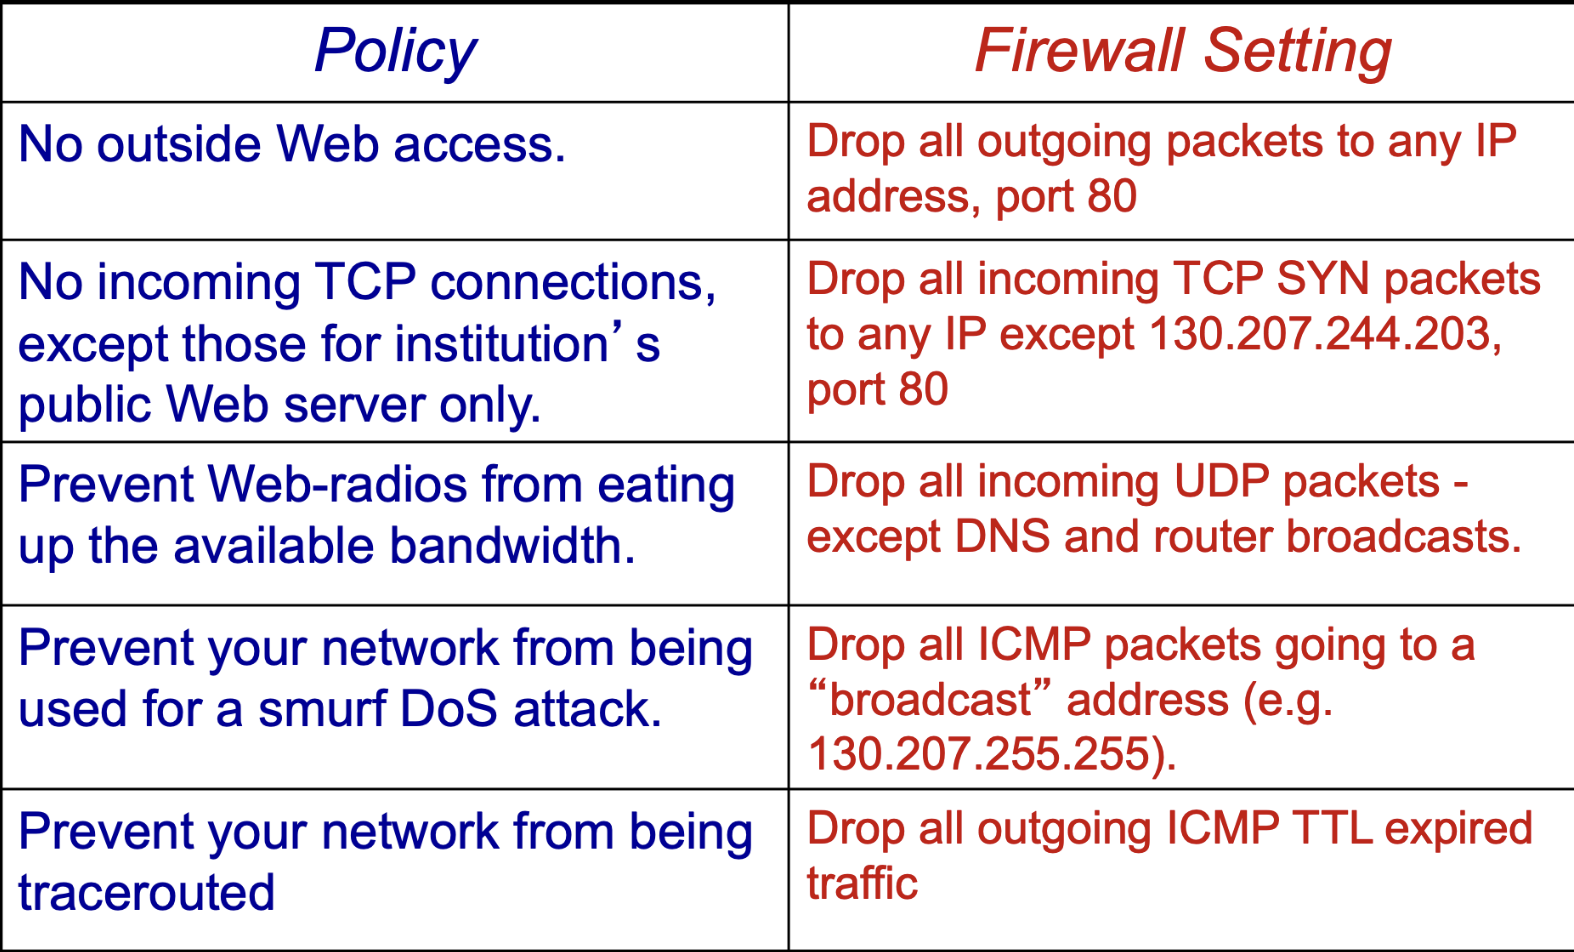 Policy
Firewall Setting
No outside Web access.
Drop all outgoing packets to any IP
address, port 80
No incoming TCP connections,
except those for institution’ s
public Web server only.
Drop all incoming TCP SYN packets
to any IP except 130.207.244.203,
port 80
Prevent Web-radios from eating
up the available bandwidth.
Drop all incoming UDP packets -
except DNS and router broadcasts.
Prevent your network from being
used for a smurf DoS attack.
Drop all ICMP packets going to a
“broadcast” address (e.g.
130.207.255.255).
Prevent your network from being
tracerouted
Drop all outgoing ICMP TTL expired
traffic